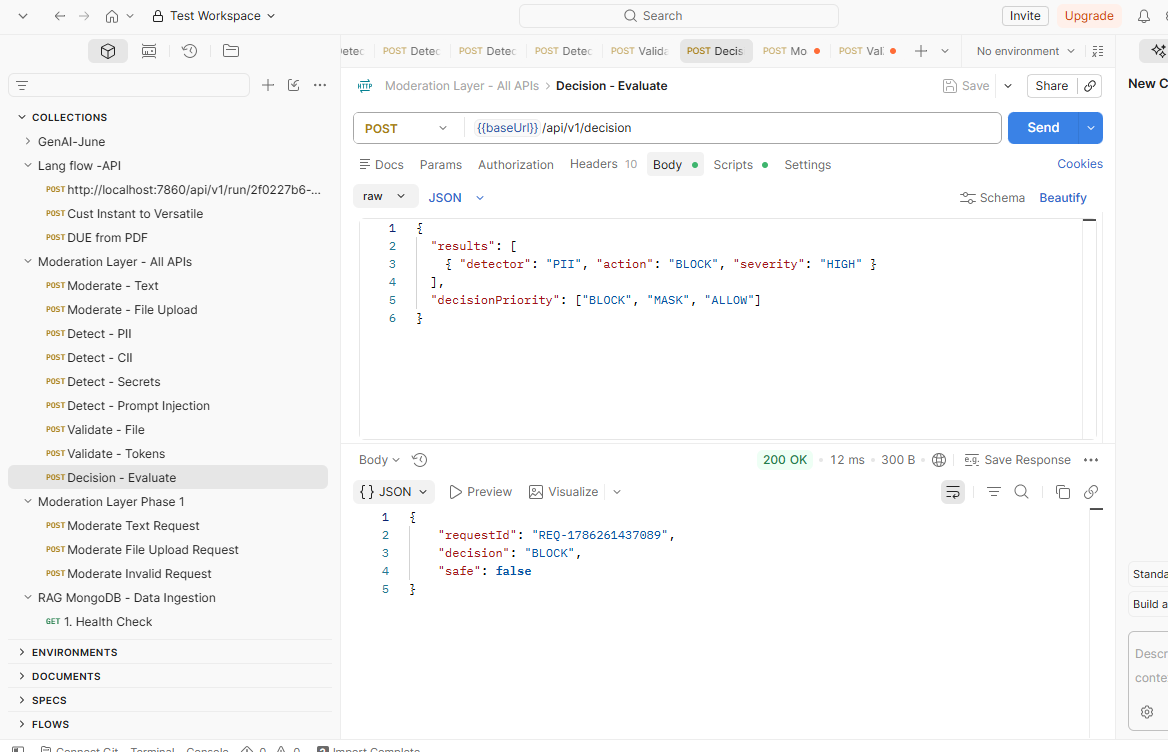 Test Workspace
Search
Invite
Upgrade
POST Detec
POST Detec
POST Detec
POST Valida
POST Decis
POST Mo
POST Val
No environment
Moderation Layer - All APIs > Decision - Evaluate
Save
Share
New C
COLLECTIONS
GenAI-June
Lang flow -API
POST http://localhost:7860/api/v1/run/2f0227b6-...
POST Cust Instant to Versatile
POST DUE from PDF
Moderation Layer - All APIs
POST Moderate - Text
POST Moderate - File Upload
POST Detect - PII
POST Detect - CII
POST Detect - Secrets
POST Detect - Prompt Injection
POST Validate - File
POST Validate - Tokens
POST Decision - Evaluate
Moderation Layer Phase 1
POST Moderate Text Request
POST Moderate File Upload Request
POST Moderate Invalid Request
RAG MongoDB - Data Ingestion
GET 1. Health Check
ENVIRONMENTS
DOCUMENTS
SPECS
FLOWS
POST {{baseUrl}} /api/v1/decision
Send
Docs Params Authorization Headers 10 Body Scripts Settings
Cookies
raw JSON
Schema Beautify
1 {
2 "results": [
3 { "detector": "PII", "action": "BLOCK", "severity": "HIGH" }
4 ],
5 "decisionPriority": ["BLOCK", "MASK", "ALLOW"]
6 }
Body
200 OK • 12 ms • 300 B
e.g. Save Response
{} JSON Preview Visualize
1 {
2 "requestId": "REQ-1786261437089",
3 "decision": "BLOCK",
4 "safe": false
5 }
Standa
Build a
Descr
conte
Connect Git Terminal Console 0 0 Import Complete